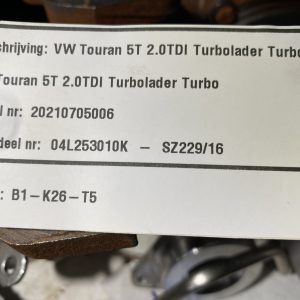 chrijving: VW Touran 5T 2.0TDI Turbolader Turbo
Touran 5T 2.0TDI Turbolader Turbo
l nr: 20210705006
deel nr: 04L253010K – SZ229/16
: B1–K26–T5